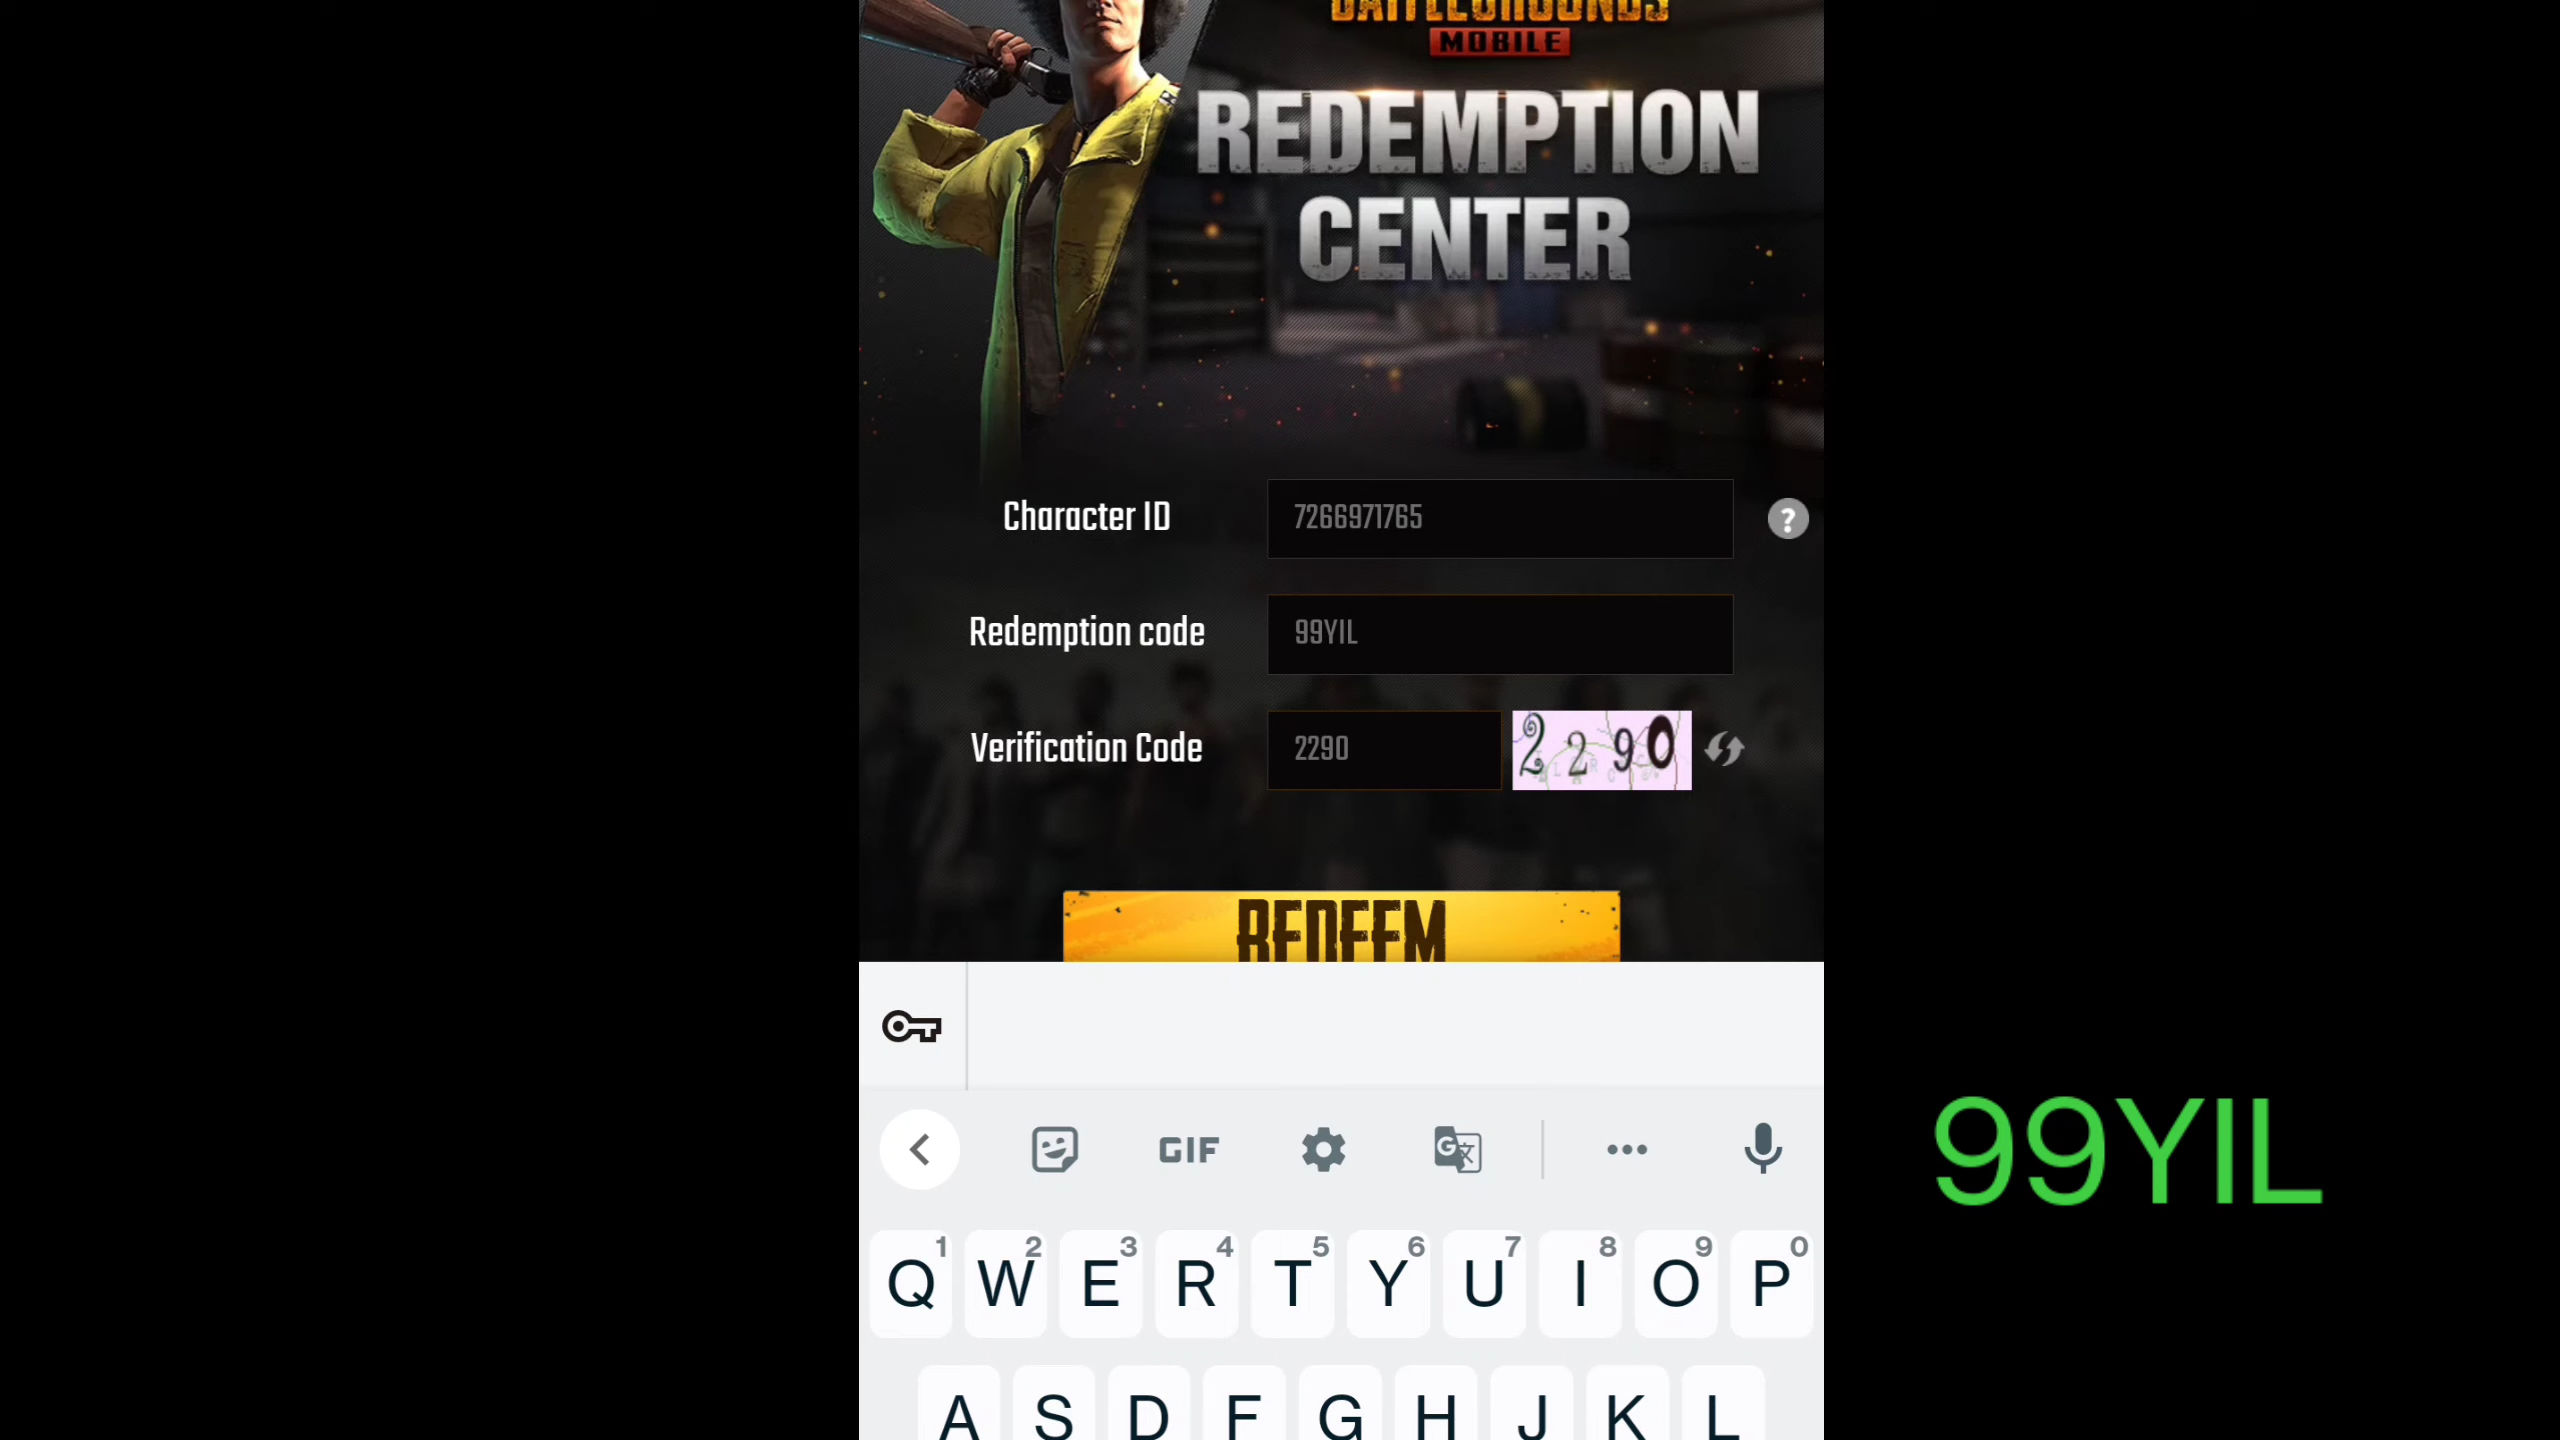 BATTLEGROUNDS
MOBILE
REDEMPTION
CENTER
Character ID 7266971765 ?
Redemption code 99YIL
Verification Code 2290 2290
REDEEM
GIF G
99YIL
1 2 3 4 5 6 7 8 9 0
Q W E R T Y U I O P
A S D F G H J K L